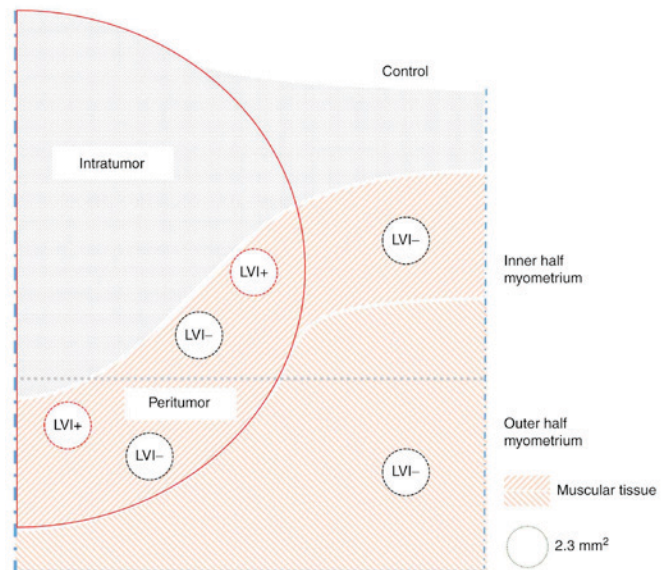 Control
Intratumor
LVI–
LVI+
Inner half
myometrium
LVI–
Peritumor
LVI+
LVI–
Outer half
myometrium
LVI–
Muscular tissue
2.3 mm²